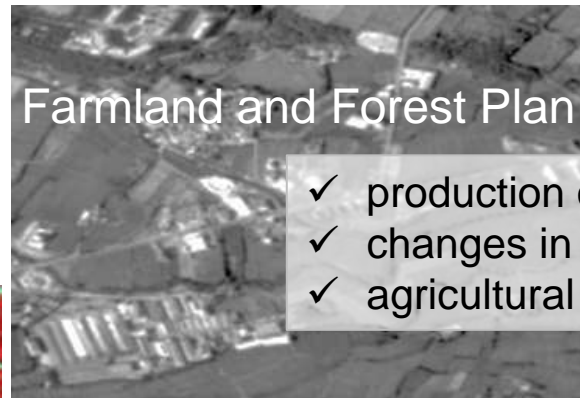 Farmland and Forest Plan
✓ production
✓ changes in
✓ agricultural